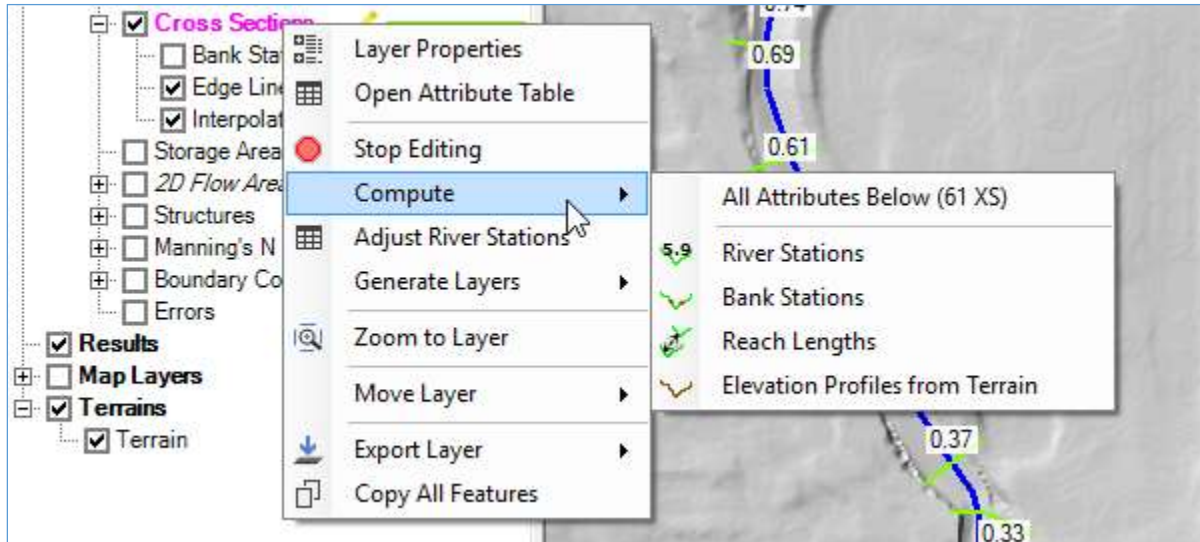 Cross Sections
Bank Sta
Edge Line
Interpolat
Storage Area
2D Flow Area
Structures
Manning's N
Boundary Co
Errors
Results
Map Layers
Terrains
Terrain
Layer Properties
Open Attribute Table
Stop Editing
Compute
Adjust River Stations
Generate Layers
Zoom to Layer
Move Layer
Export Layer
Copy All Features
All Attributes Below (61 XS)
5.9 River Stations
Bank Stations
Reach Lengths
Elevation Profiles from Terrain
0.74
0.69
0.61
0.37
0.33